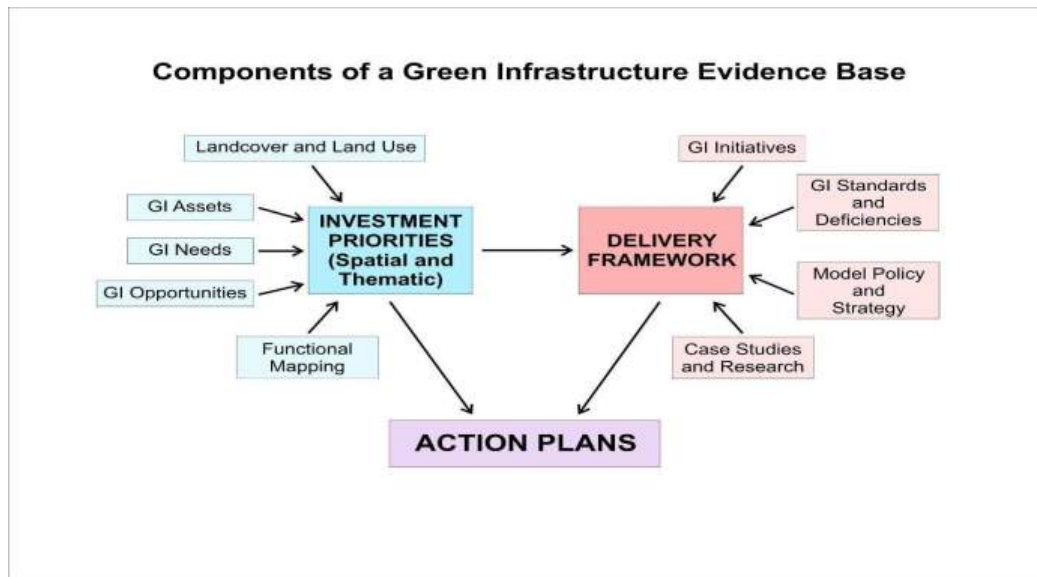 Components of a Green Infrastructure Evidence Base
Landcover and Land Use
GI Assets
GI Needs
GI Opportunities
Functional
Mapping
INVESTMENT
PRIORITIES
(Spatial and
Thematic)
GI Initiatives
GI Standards
and
Deficiencies
DELIVERY
FRAMEWORK
Model Policy
and
Strategy
Case Studies
and Research
ACTION PLANS